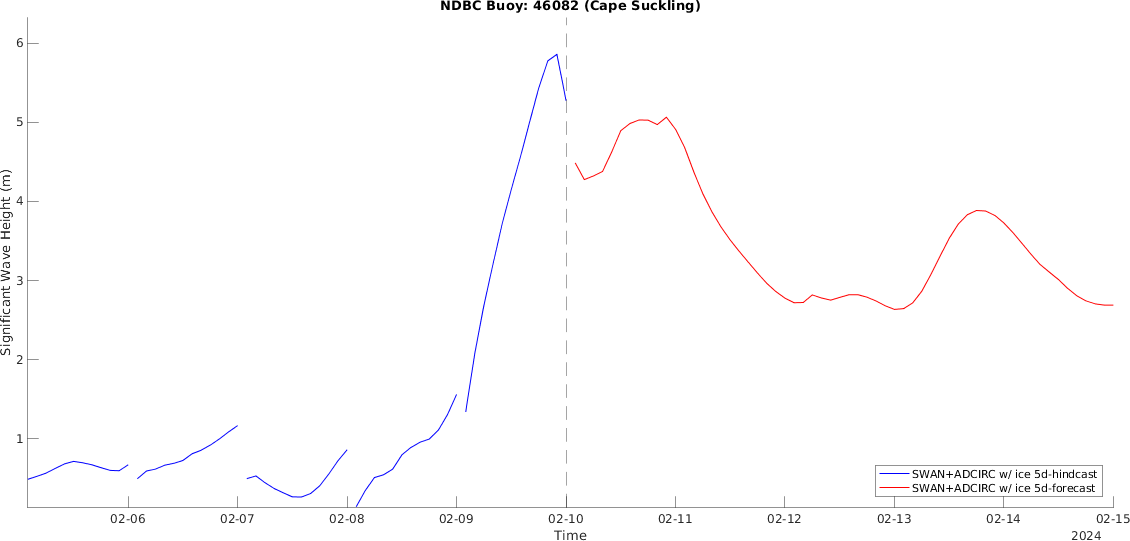 NDBC Buoy: 46082 (Cape Suckling)
6
5
4
3
2
1
Significant Wave Height (m)
SWAN+ADCIRC w/ ice 5d-hindcast
SWAN+ADCIRC w/ ice 5d-forecast
02-06 02-07 02-08 02-09 02-10 02-11 02-12 02-13 02-14 02-15
Time
2024